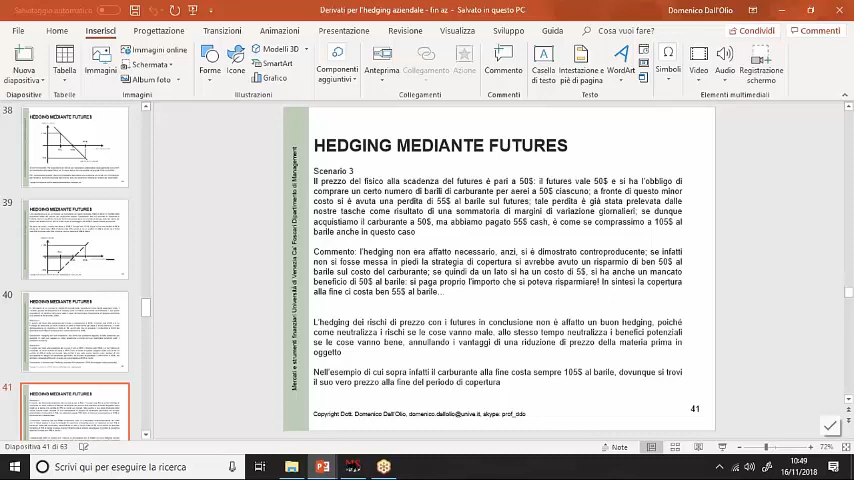 Salvataggio automatico
Derivati per l'hedging aziendale - fin az - Salvato in questo PC
Domenico Dall'Olio
File
Home
Inserisci
Progettazione
Transizioni
Animazioni
Presentazione
Revisione
Visualizza
Sviluppo
Guida
Cosa vuoi fare?
Condividi
Commenti
Nuova
diapositiva
Tabella
Immagini
Immagini online
Schermata
Album foto
Forme
Icone
Modelli 3D
SmartArt
Grafico
Componenti
aggiuntivi
Anteprima
Collegamento
Azione
Commento
Casella
di testo
Intestazione e
piè di pagina
WordArt
Simboli
Video
Audio
Registrazione
schermo
Diapositive
Tabelle
Immagini
Illustrazioni
Collegamenti
Commenti
Testo
Elementi multimediali
38
HEDGING MEDIANTE FUTURES
39
HEDGING MEDIANTE FUTURES
40
HEDGING MEDIANTE FUTURES
41
HEDGING MEDIANTE FUTURES
Mercati e strumenti finanziari Università di Venezia Ca' Foscari Dipartimento di Management
HEDGING MEDIANTE FUTURES
Scenario 3
Il prezzo del fisico alla scadenza del futures è pari a 50$: il futures vale 50$ e si ha l'obbligo di
comprare un certo numero di barili di carburante per aerei a 50$ ciascuno; a fronte di questo minor
costo si è avuta una perdita di 55$ al barile sul futures; tale perdita è già stata prelevata dalle
nostre tasche come risultato di una sommatoria di margini di variazione giornalieri; se dunque
acquistiamo il carburante a 50$, ma abbiamo pagato 55$ cash, è come se comprassimo a 105$ al
barile anche in questo caso
Commento: l'hedging non era affatto necessario, anzi, si è dimostrato controproducente; se infatti
non si fosse messa in piedi la strategia di copertura si avrebbe avuto un risparmio di ben 50$ al
barile sul costo del carburante; se quindi da un lato si ha un costo di 5$, si ha anche un mancato
beneficio di 50$ al barile: si paga proprio l'importo che si poteva risparmiare! In sintesi la copertura
alla fine ci costa ben 55$ al barile...
L'hedging dei rischi di prezzo con i futures in conclusione non è affatto un buon hedging, poiché
come neutralizza i rischi se le cose vanno male, allo stesso tempo neutralizza i benefici potenziali
se le cose vanno bene, annullando i vantaggi di una riduzione di prezzo della materia prima in
oggetto
Nell'esempio di cui sopra infatti il carburante alla fine costa sempre 105$ al barile, dovunque si trovi
il suo vero prezzo alla fine del periodo di copertura
Copyright Dott. Domenico Dall'Olio, domenico.dallolio@unive.it, skype: prof_ddo
41
Diapositiva 41 di 63
Note
72%
Scrivi qui per eseguire la ricerca
10:49
16/11/2018